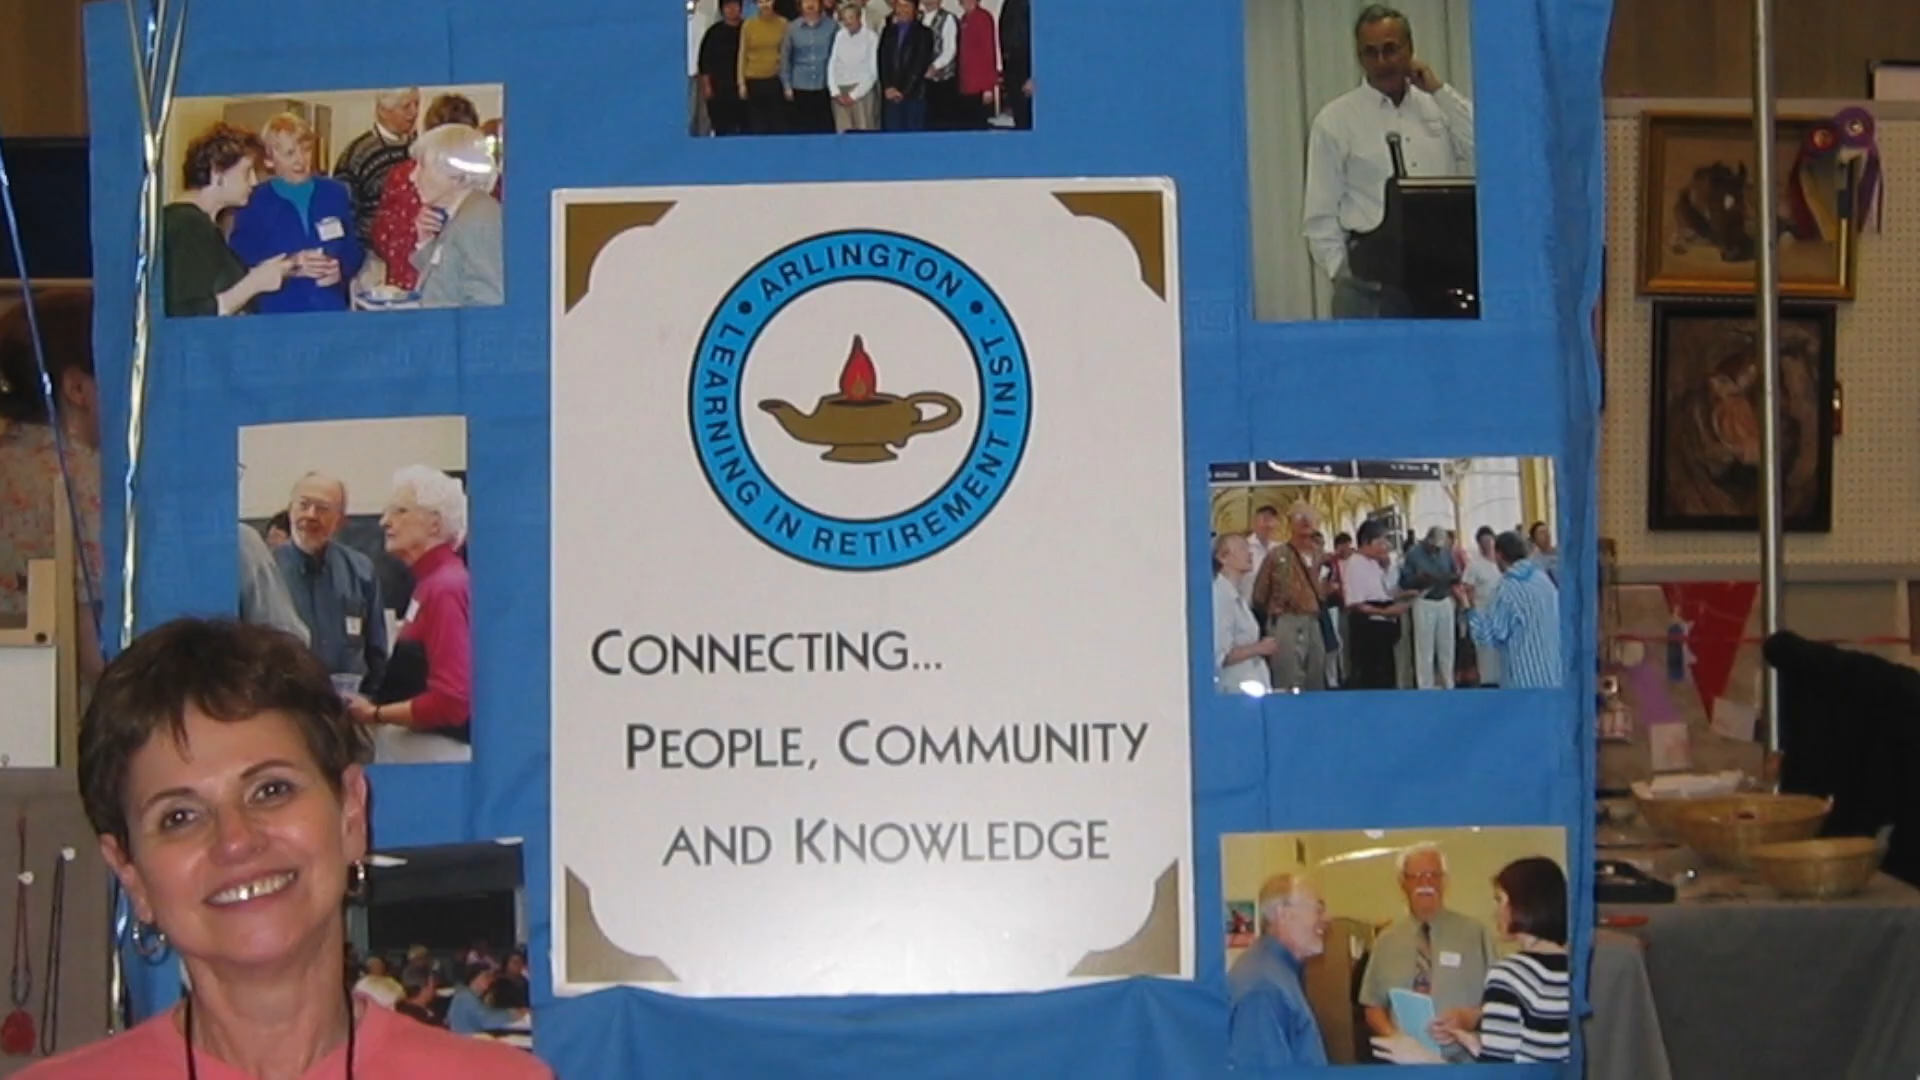 • ARLINGTON •
LEARNING IN RETIREMENT INST.
CONNECTING...
PEOPLE, COMMUNITY
AND KNOWLEDGE